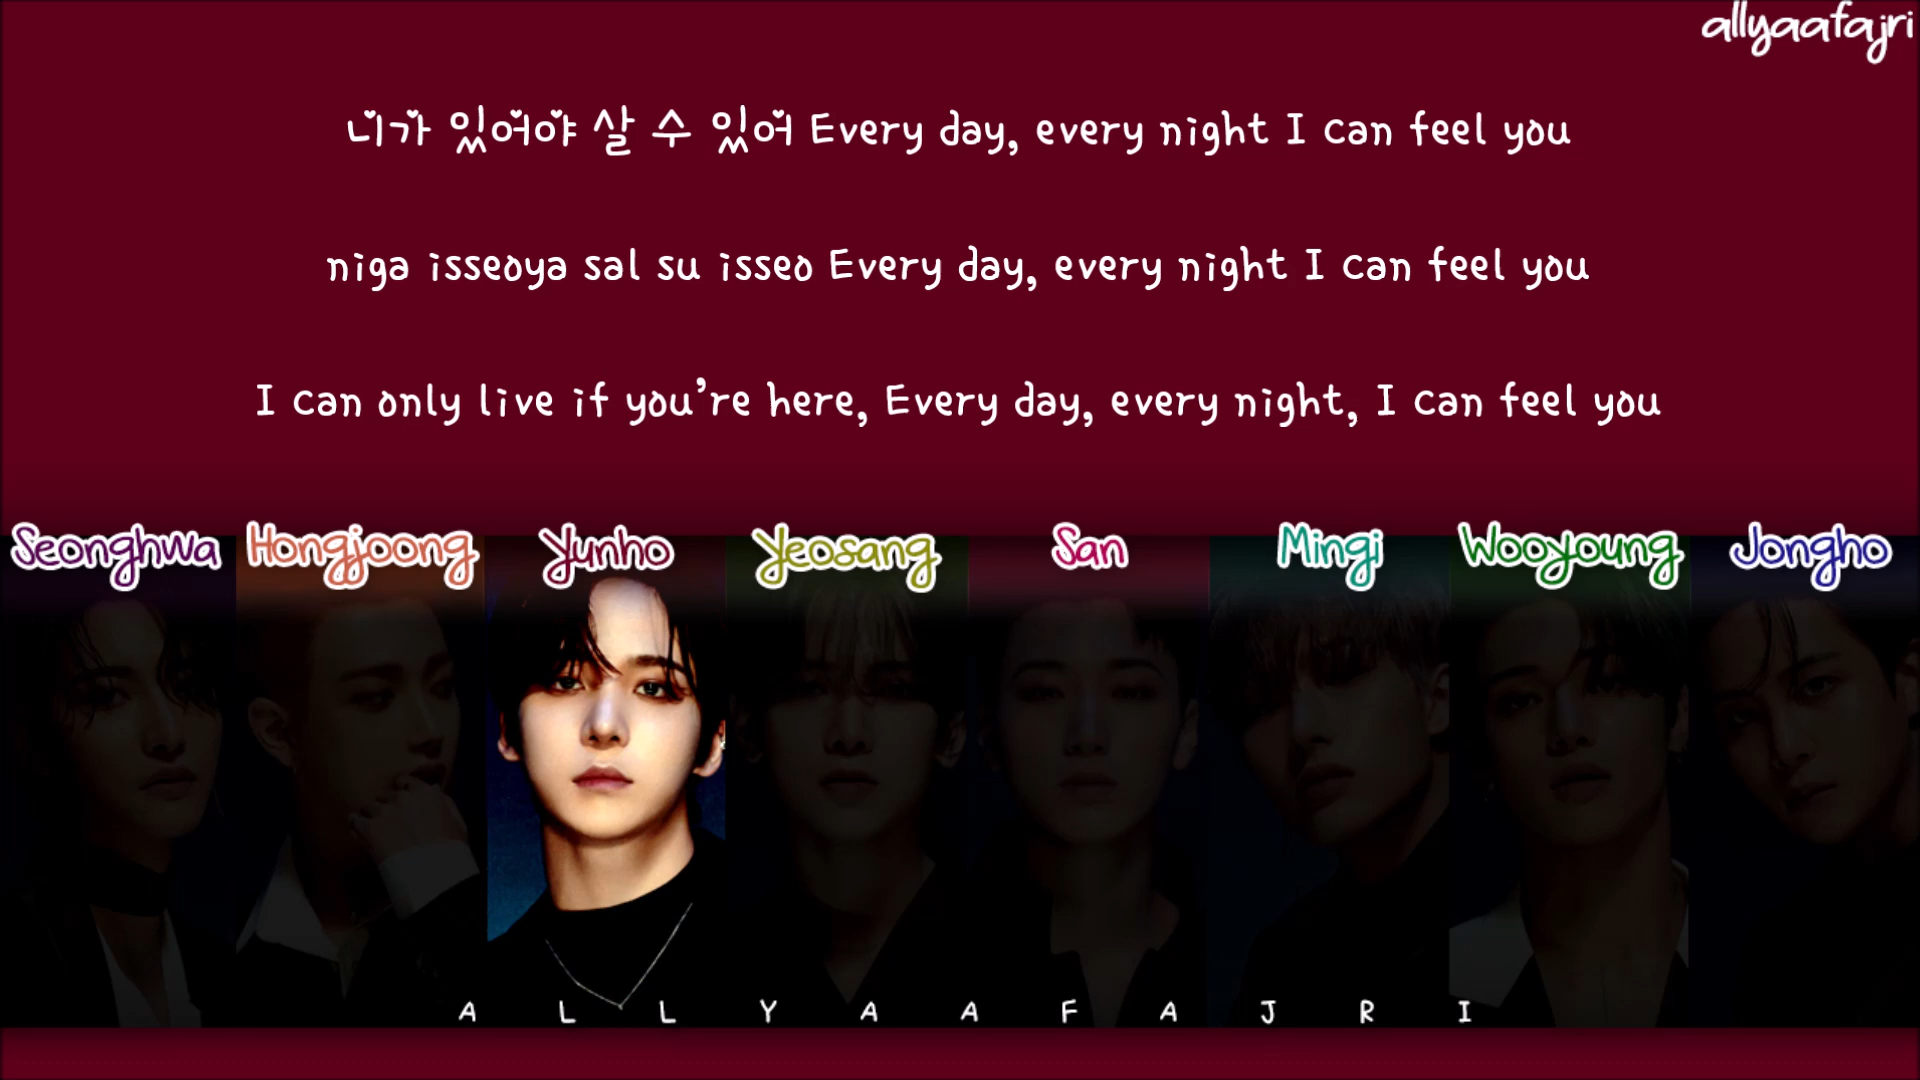 allyaafajri
니가 있어야 살 수 있어 Every day, every night I can feel you
niga isseoya sal su isseo Every day, every night I can feel you
I can only live if you’re here, Every day, every night, I can feel you
Seonghwa Hongjoong Yunho Yeosang San Mingi Wooyoung Jongho
A L L Y A A F A J R I